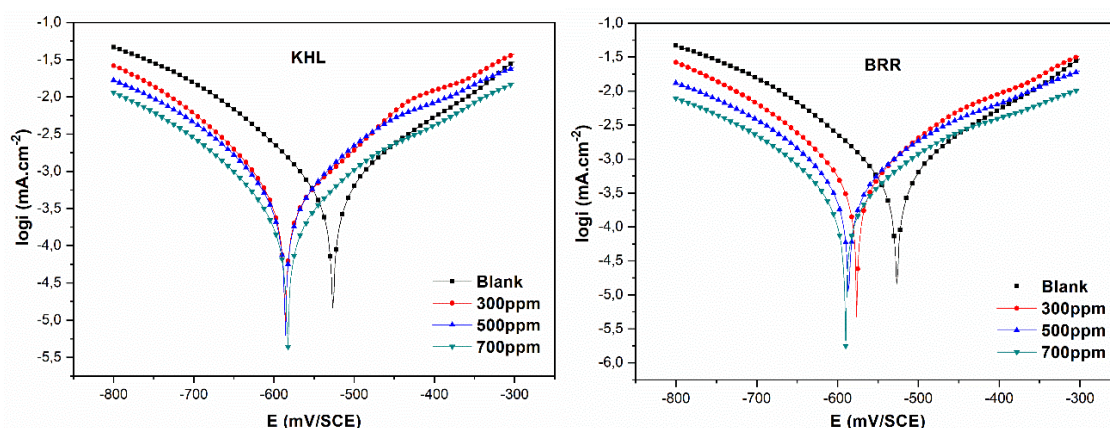 -1,0
-1,5
-2,0
-2,5
-3,0
-3,5
-4,0
-4,5
-5,0
-5,5
logi (mA.cm-2)
KHL
Blank
300ppm
500ppm
700ppm
-800 -700 -600 -500 -400 -300
E (mV/SCE)
-1,0
-1,5
-2,0
-2,5
-3,0
-3,5
-4,0
-4,5
-5,0
-5,5
-6,0
logi (mA.cm-2)
BRR
Blank
300ppm
500ppm
700ppm
-800 -700 -600 -500 -400 -300
E (mV/SCE)